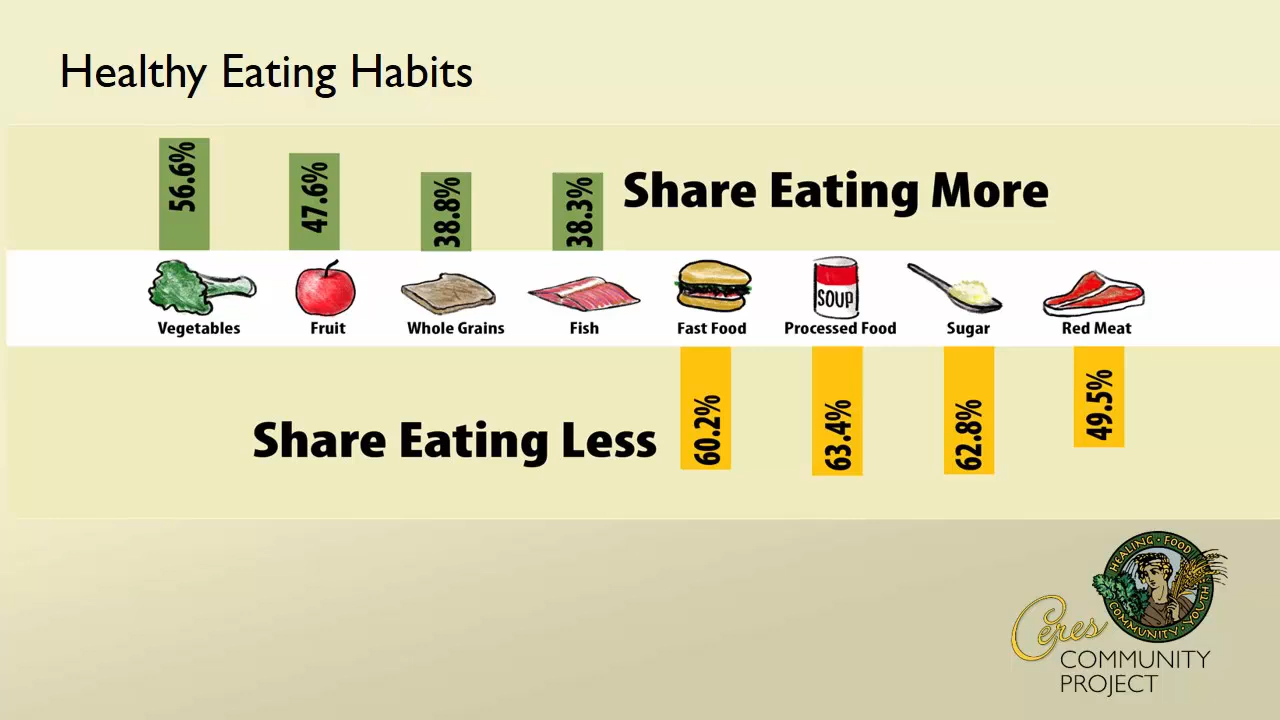 Healthy Eating Habits
56.6%
47.6%
38.8%
38.3%
Share Eating More
SOUP
Vegetables
Fruit
Whole Grains
Fish
Fast Food
Processed Food
Sugar
Red Meat
Share Eating Less
60.2%
63.4%
62.8%
49.5%
HEALING · FOOD
COMMUNITY · YOUTH
Ceres
COMMUNITY
PROJECT